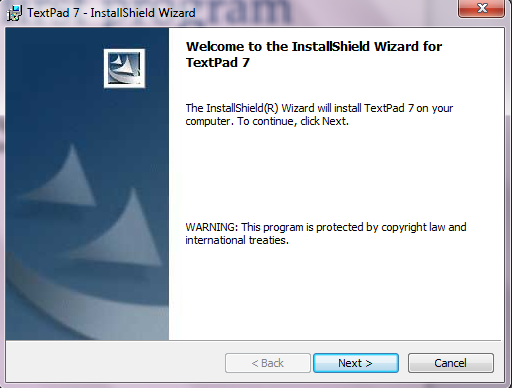 rogram
TextPad 7 - InstallShield Wizard
Welcome to the InstallShield Wizard for
TextPad 7
The InstallShield(R) Wizard will install TextPad 7 on your
computer. To continue, click Next.
WARNING: This program is protected by copyright law and
international treaties.
< Back
Next >
Cancel